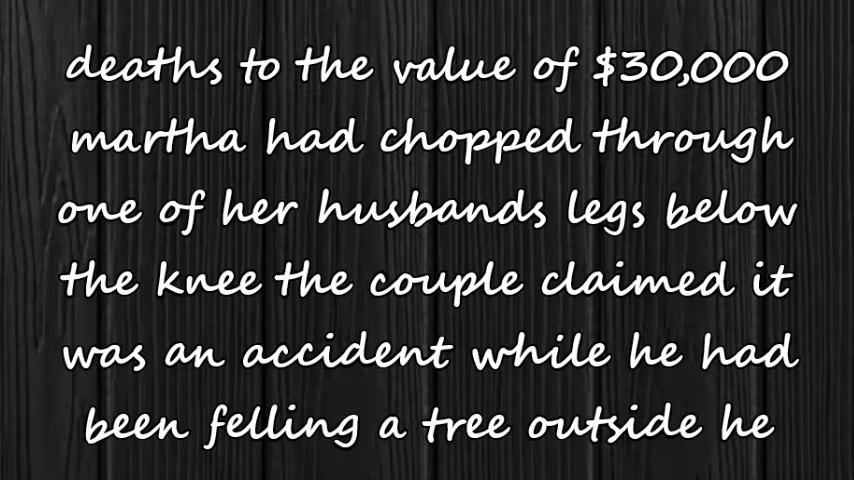 deaths to the value of $30,000
martha had chopped through
one of her husbands legs below
the knee the couple claimed it
was an accident while he had
been felling a tree outside he